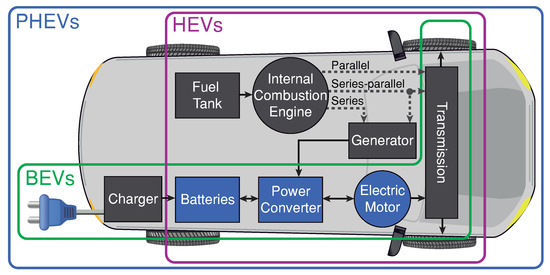 PHEVs
HEVs
Fuel
Tank
Internal
Combustion
Engine
Parallel
Series-parallel
Series
Generator
Transmission
BEVs
Charger
Batteries
Power
Converter
Electric
Motor